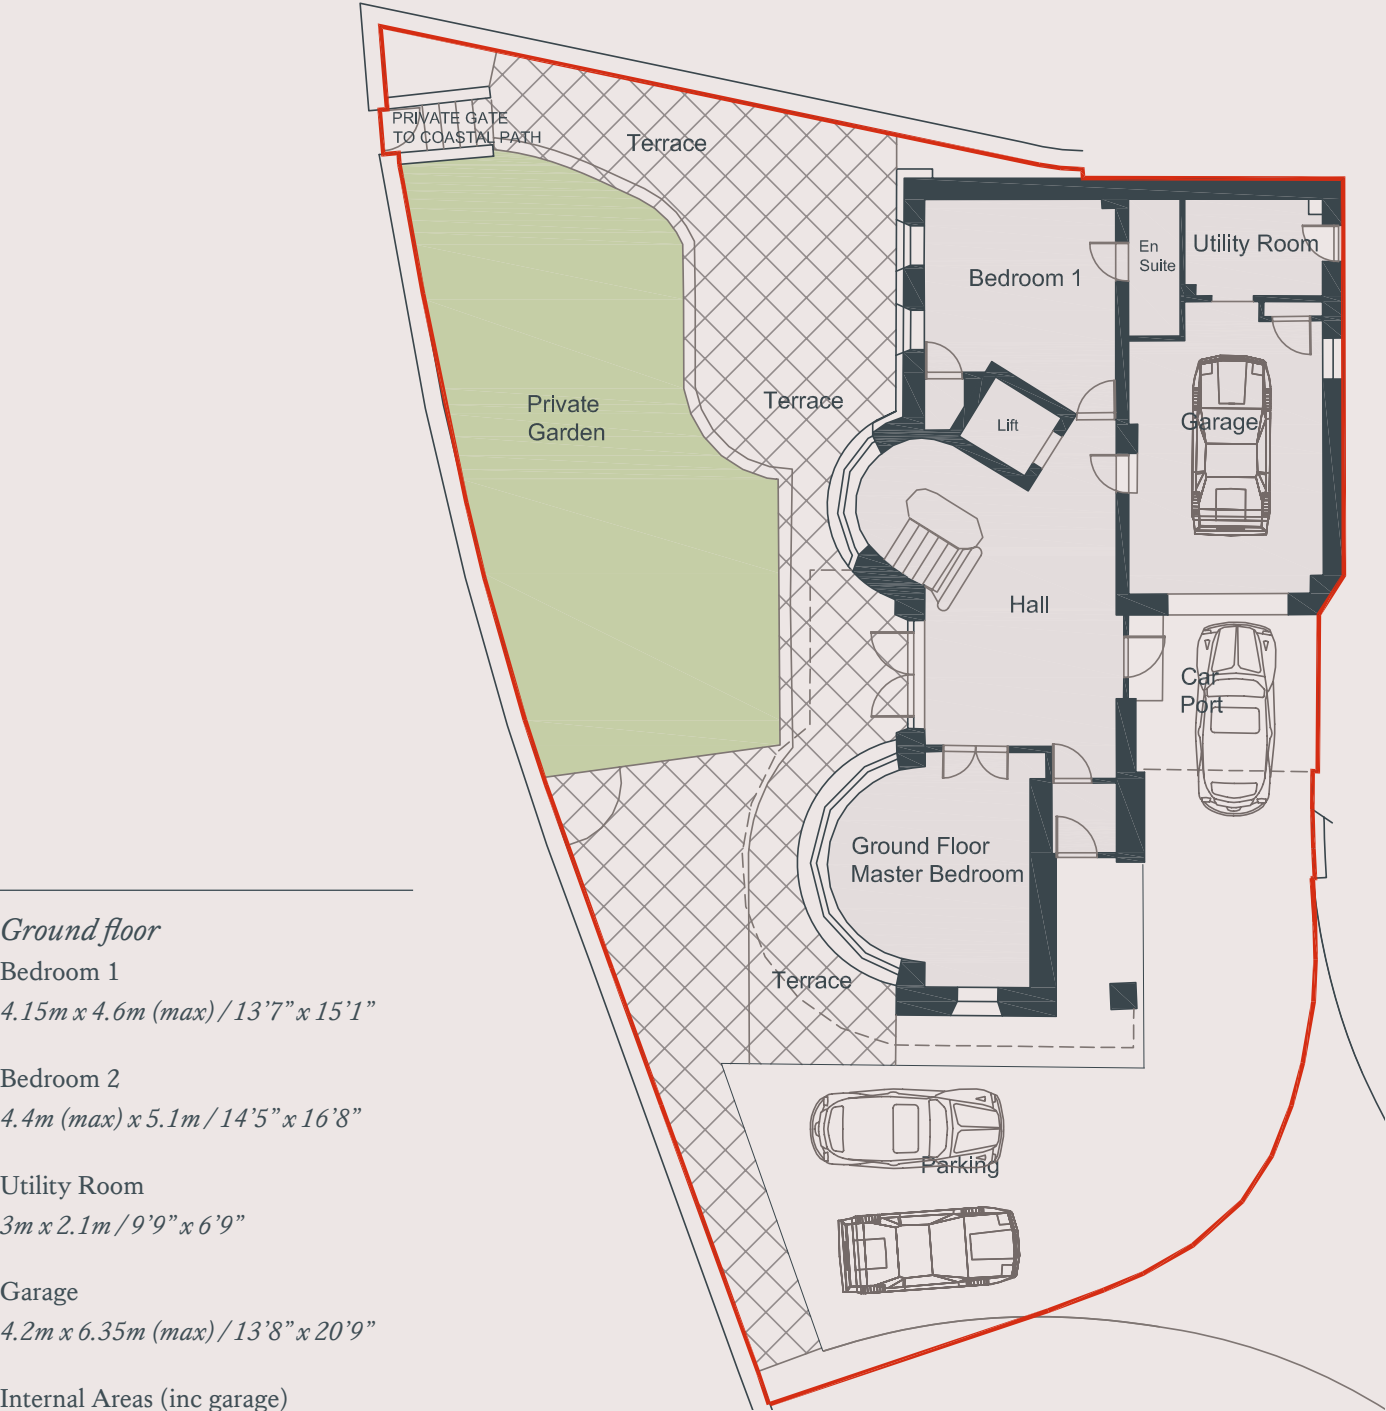 PRIVATE GATE
TO COASTAL PATH
Terrace
Bedroom 1
En
Suite
Utility Room
Private
Garden
Terrace
Lift
Garage
Hall
Car
Port
Ground Floor
Master Bedroom
Terrace
Parking
Ground floor
Bedroom 1
4.15m x 4.6m (max) / 13’7” x 15’1”
Bedroom 2
4.4m (max) x 5.1m / 14’5” x 16’8”
Utility Room
3m x 2.1m / 9’9” x 6’9”
Garage
4.2m x 6.35m (max) / 13’8” x 20’9”
Internal Areas (inc garage)